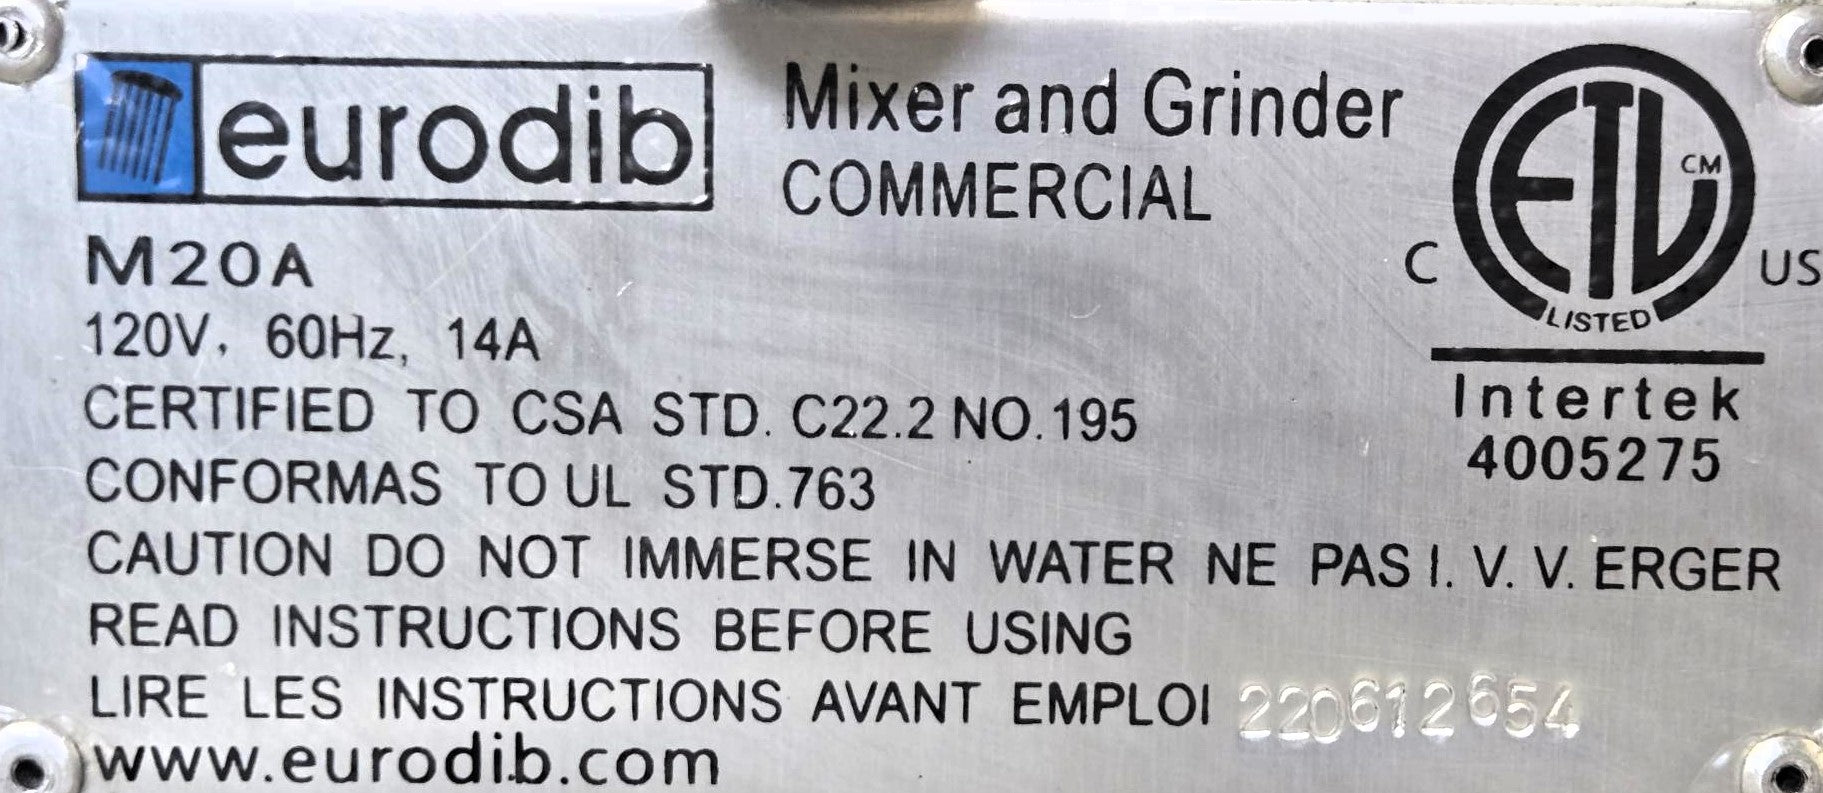 eurodib
Mixer and Grinder
COMMERCIAL
M20A
120V. 60Hz, 14A
CERTIFIED TO CSA STD. C22.2 NO.195
CONFORMAS TO UL STD.763
CAUTION DO NOT IMMERSE IN WATER NE PAS I. V. V. ERGER
READ INSTRUCTIONS BEFORE USING
LIRE LES INSTRUCTIONS AVANT EMPLOI 220612654
www.eurodib.com
ETL CM
C US
LISTED
Intertek
4005275